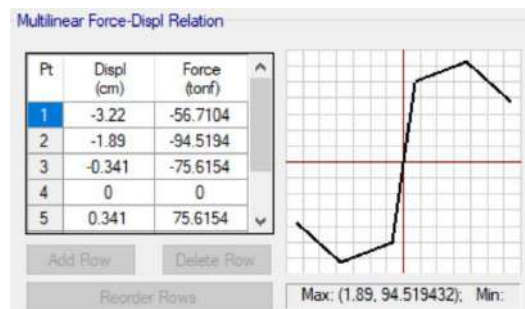 Multilinear Force-Displ Relation
Pt Displ (cm) Force (tonf)
1 -3.22 -56.7104
2 -1.89 -94.5194
3 -0.341 -75.6154
4 0 0
5 0.341 75.6154
Add Row Delete Row
Reorder Rows
Max: (1.89, 94.519432); Min: